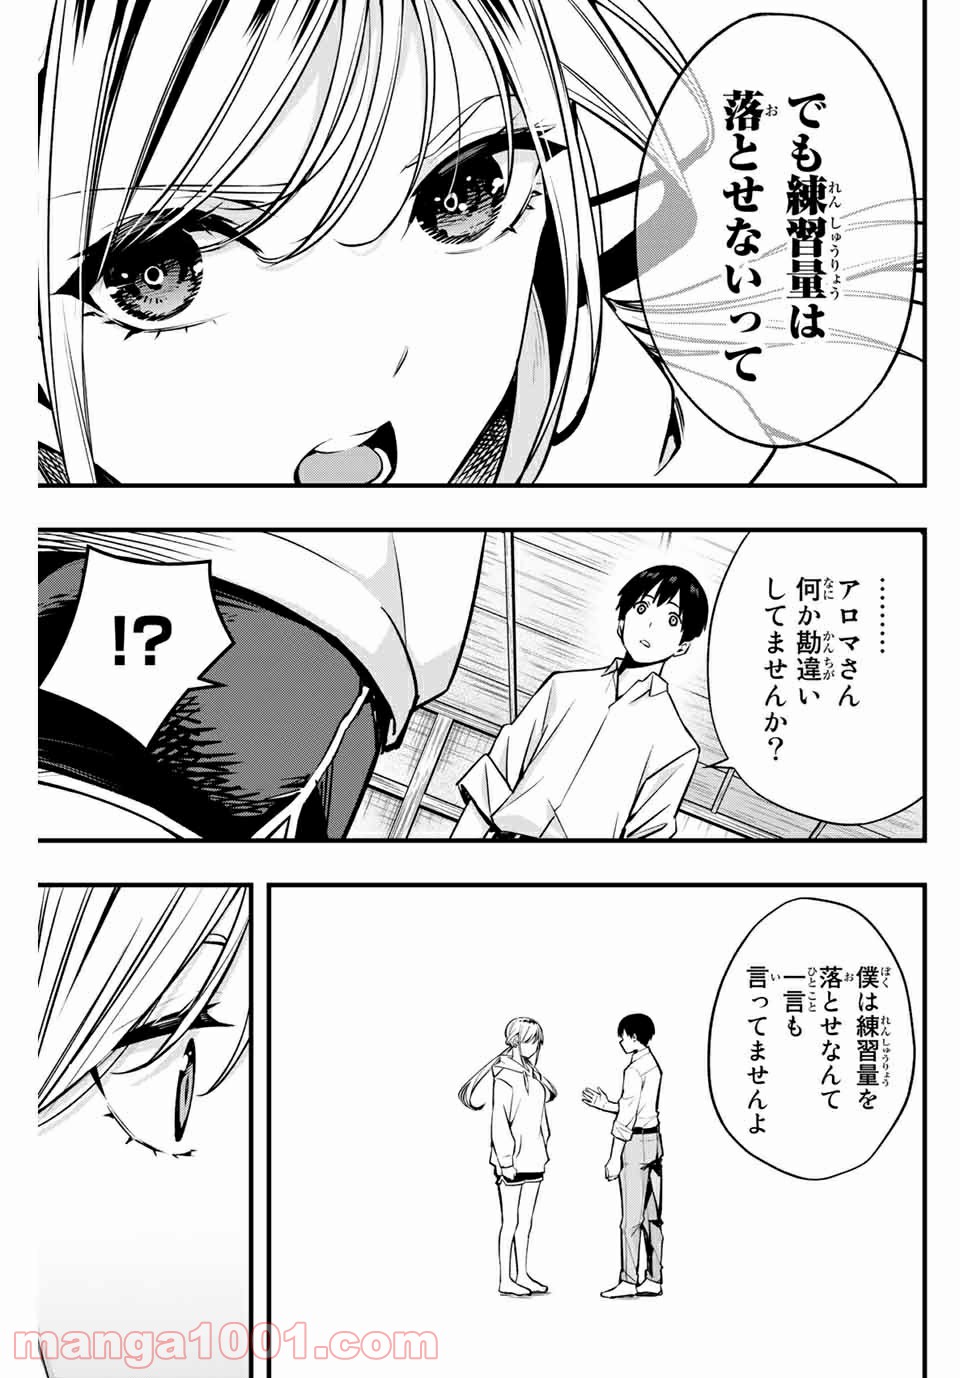 でも練習量は
落とせないって
………
アロマさん
何か勘違い
してませんか?
!?
僕は練習量を
落とせなんて
一言も
言ってませんよ
manga1001.com